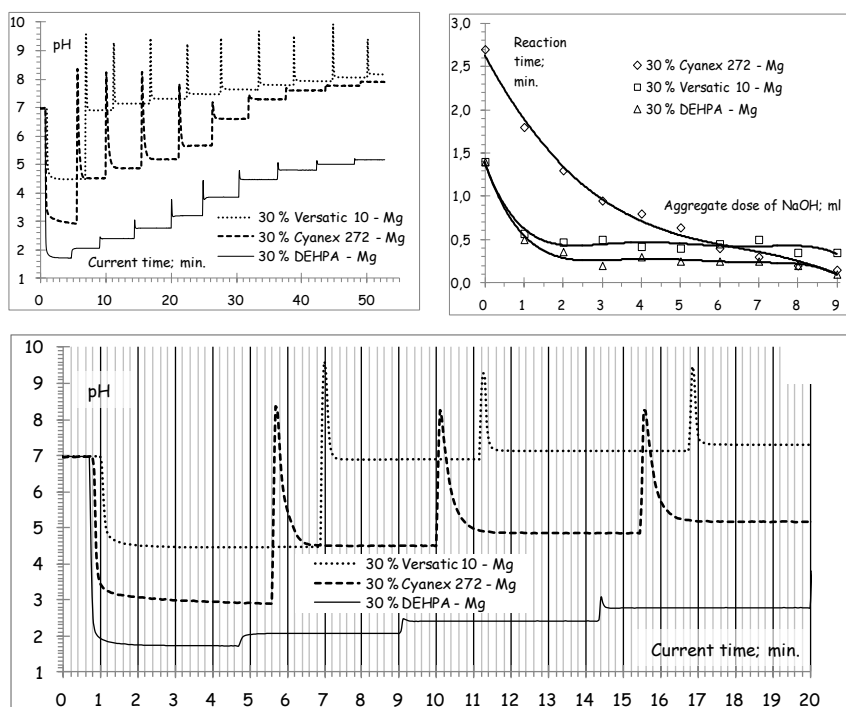 pH
10
9
8
7
6
5
4
3
2
1
30 % Versatic 10 - Mg
30 % Cyanex 272 - Mg
30 % DEHPA - Mg
Current time; min.
0 10 20 30 40 50
3,0
2,5
2,0
1,5
1,0
0,5
0,0
Reaction
time;
min.
30 % Cyanex 272 - Mg
30 % Versatic 10 - Mg
30 % DEHPA - Mg
Aggregate dose of NaOH; ml
0 1 2 3 4 5 6 7 8 9
10
9
8
7
6
5
4
3
2
1
pH
30 % Versatic 10 - Mg
30 % Cyanex 272 - Mg
30 % DEHPA - Mg
Current time; min.
0 1 2 3 4 5 6 7 8 9 10 11 12 13 14 15 16 17 18 19 20